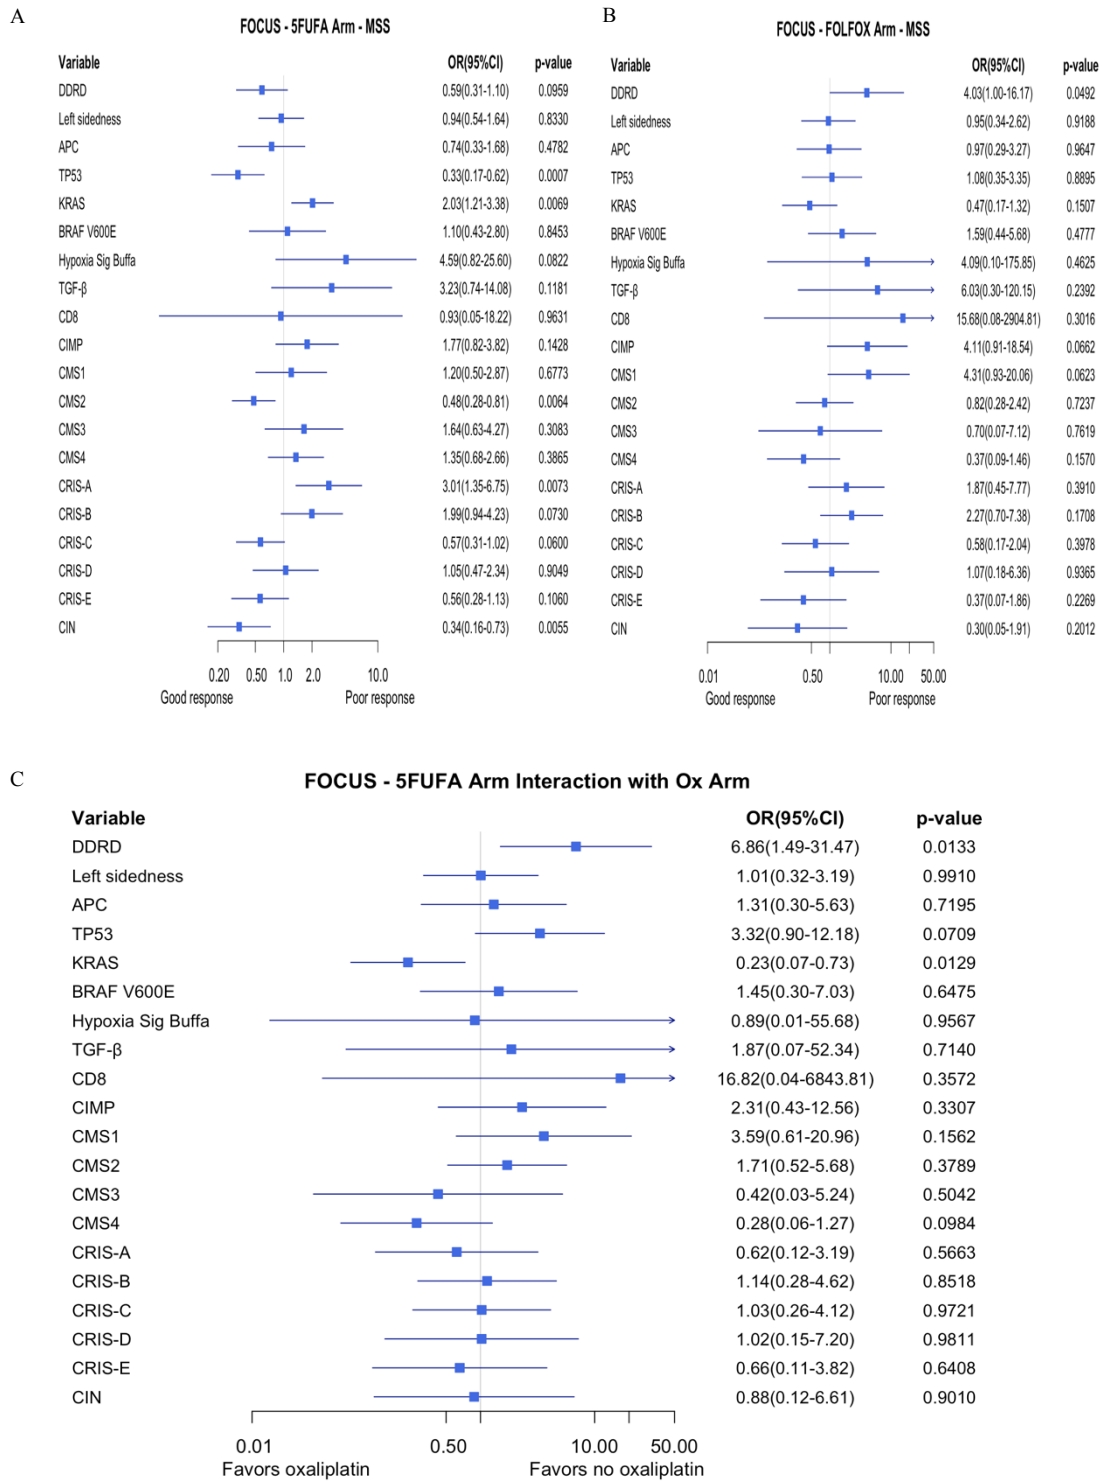 A
FOCUS - 5FUFA Arm - MSS
Variable OR(95%CI) p-value
DDRD 0.59(0.31-1.10) 0.0959
Left sidedness 0.94(0.54-1.64) 0.8330
APC 0.74(0.33-1.68) 0.4782
TP53 0.33(0.17-0.62) 0.0007
KRAS 2.03(1.21-3.38) 0.0069
BRAF V600E 1.10(0.43-2.80) 0.8453
Hypoxia Sig Buffa 4.59(0.82-25.60) 0.0822
TGF-β 3.23(0.74-14.08) 0.1181
CD8 0.93(0.05-18.22) 0.9631
CIMP 1.77(0.82-3.82) 0.1428
CMS1 1.20(0.50-2.87) 0.6773
CMS2 0.48(0.28-0.81) 0.0064
CMS3 1.64(0.63-4.27) 0.3083
CMS4 1.35(0.68-2.66) 0.3865
CRIS-A 3.01(1.35-6.75) 0.0073
CRIS-B 1.99(0.94-4.23) 0.0730
CRIS-C 0.57(0.31-1.02) 0.0600
CRIS-D 1.05(0.47-2.34) 0.9049
CRIS-E 0.56(0.28-1.13) 0.1060
CIN 0.34(0.16-0.73) 0.0055
0.20 0.50 1.0 2.0 10.0
Good response Poor response
B
FOCUS - FOLFOX Arm - MSS
Variable OR(95%CI) p-value
DDRD 4.03(1.00-16.17) 0.0492
Left sidedness 0.95(0.34-2.62) 0.9188
APC 0.97(0.29-3.27) 0.9647
TP53 1.08(0.35-3.35) 0.8895
KRAS 0.47(0.17-1.32) 0.1507
BRAF V600E 1.59(0.44-5.68) 0.4777
Hypoxia Sig Buffa 4.09(0.10-175.85) 0.4625
TGF-β 6.03(0.30-120.15) 0.2392
CD8 15.68(0.08-2904.81) 0.3016
CIMP 4.11(0.91-18.54) 0.0662
CMS1 4.31(0.93-20.06) 0.0623
CMS2 0.82(0.28-2.42) 0.7237
CMS3 0.70(0.07-7.12) 0.7619
CMS4 0.37(0.09-1.46) 0.1570
CRIS-A 1.87(0.45-7.77) 0.3910
CRIS-B 2.27(0.70-7.38) 0.1708
CRIS-C 0.58(0.17-2.04) 0.3978
CRIS-D 1.07(0.18-6.36) 0.9365
CRIS-E 0.37(0.07-1.86) 0.2269
CIN 0.30(0.05-1.91) 0.2012
0.01 0.50 10.00 50.00
Good response Poor response
C
FOCUS - 5FUFA Arm Interaction with Ox Arm
Variable OR(95%CI) p-value
DDRD 6.86(1.49-31.47) 0.0133
Left sidedness 1.01(0.32-3.19) 0.9910
APC 1.31(0.30-5.63) 0.7195
TP53 3.32(0.90-12.18) 0.0709
KRAS 0.23(0.07-0.73) 0.0129
BRAF V600E 1.45(0.30-7.03) 0.6475
Hypoxia Sig Buffa 0.89(0.01-55.68) 0.9567
TGF-β 1.87(0.07-52.34) 0.7140
CD8 16.82(0.04-6843.81) 0.3572
CIMP 2.31(0.43-12.56) 0.3307
CMS1 3.59(0.61-20.96) 0.1562
CMS2 1.71(0.52-5.68) 0.3789
CMS3 0.42(0.03-5.24) 0.5042
CMS4 0.28(0.06-1.27) 0.0984
CRIS-A 0.62(0.12-3.19) 0.5663
CRIS-B 1.14(0.28-4.62) 0.8518
CRIS-C 1.03(0.26-4.12) 0.9721
CRIS-D 1.02(0.15-7.20) 0.9811
CRIS-E 0.66(0.11-3.82) 0.6408
CIN 0.88(0.12-6.61) 0.9010
0.01 0.50 10.00 50.00
Favors oxaliplatin Favors no oxaliplatin